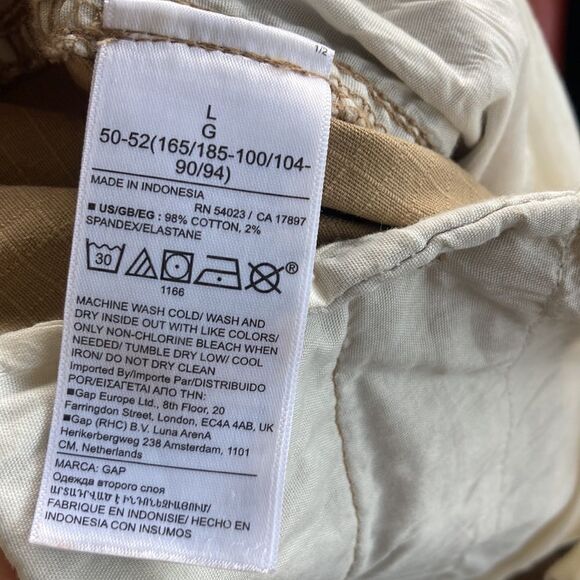 1/2
L
G
50-52(165/185-100/104-
90/94)
MADE IN INDONESIA
RN 54023 / CA 17897
■ US/GB/EG : 98% COTTON, 2%
SPANDEX/ELASTANE
30
®
1166
MACHINE WASH COLD/ WASH AND
DRY INSIDE OUT WITH LIKE COLORS/
ONLY NON-CHLORINE BLEACH WHEN
NEEDED/ TUMBLE DRY LOW/ COOL
IRON/ DO NOT DRY CLEAN
Imported By/Importe Par/DISTRIBUIDO
POR/ΕΙΣΑΓΕΤΑΙ ΑΠΟ ΤΗΝ:
■Gap Europe Ltd., 8th Floor, 20
Farringdon Street, London, EC4A 4AB, UK
■Gap (RHC) B.V. Luna ArenA
Herikerbergweg 238 Amsterdam, 1101
CM, Netherlands
MARCA: GAP
Одежда второго слоя
ԱՐՏԱԴՐՎԱԾ Է ԻՆԴՈՆԵԶԻԱՅՈՒՄ/
FABRIQUE EN INDONISIE/ HECHO EN
INDONESIA CON INSUMOS